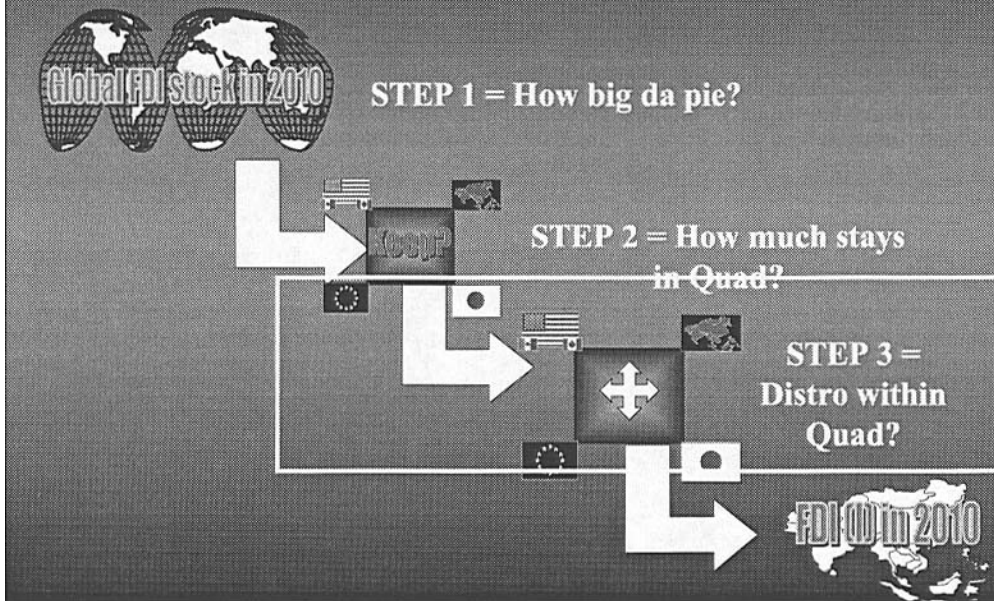 Global FDI stock in 2010
STEP 1 = How big da pie?
Keep?
STEP 2 = How much stays
in Quad?
STEP 3 =
Distro within
Quad?
FDI (I) in 2010